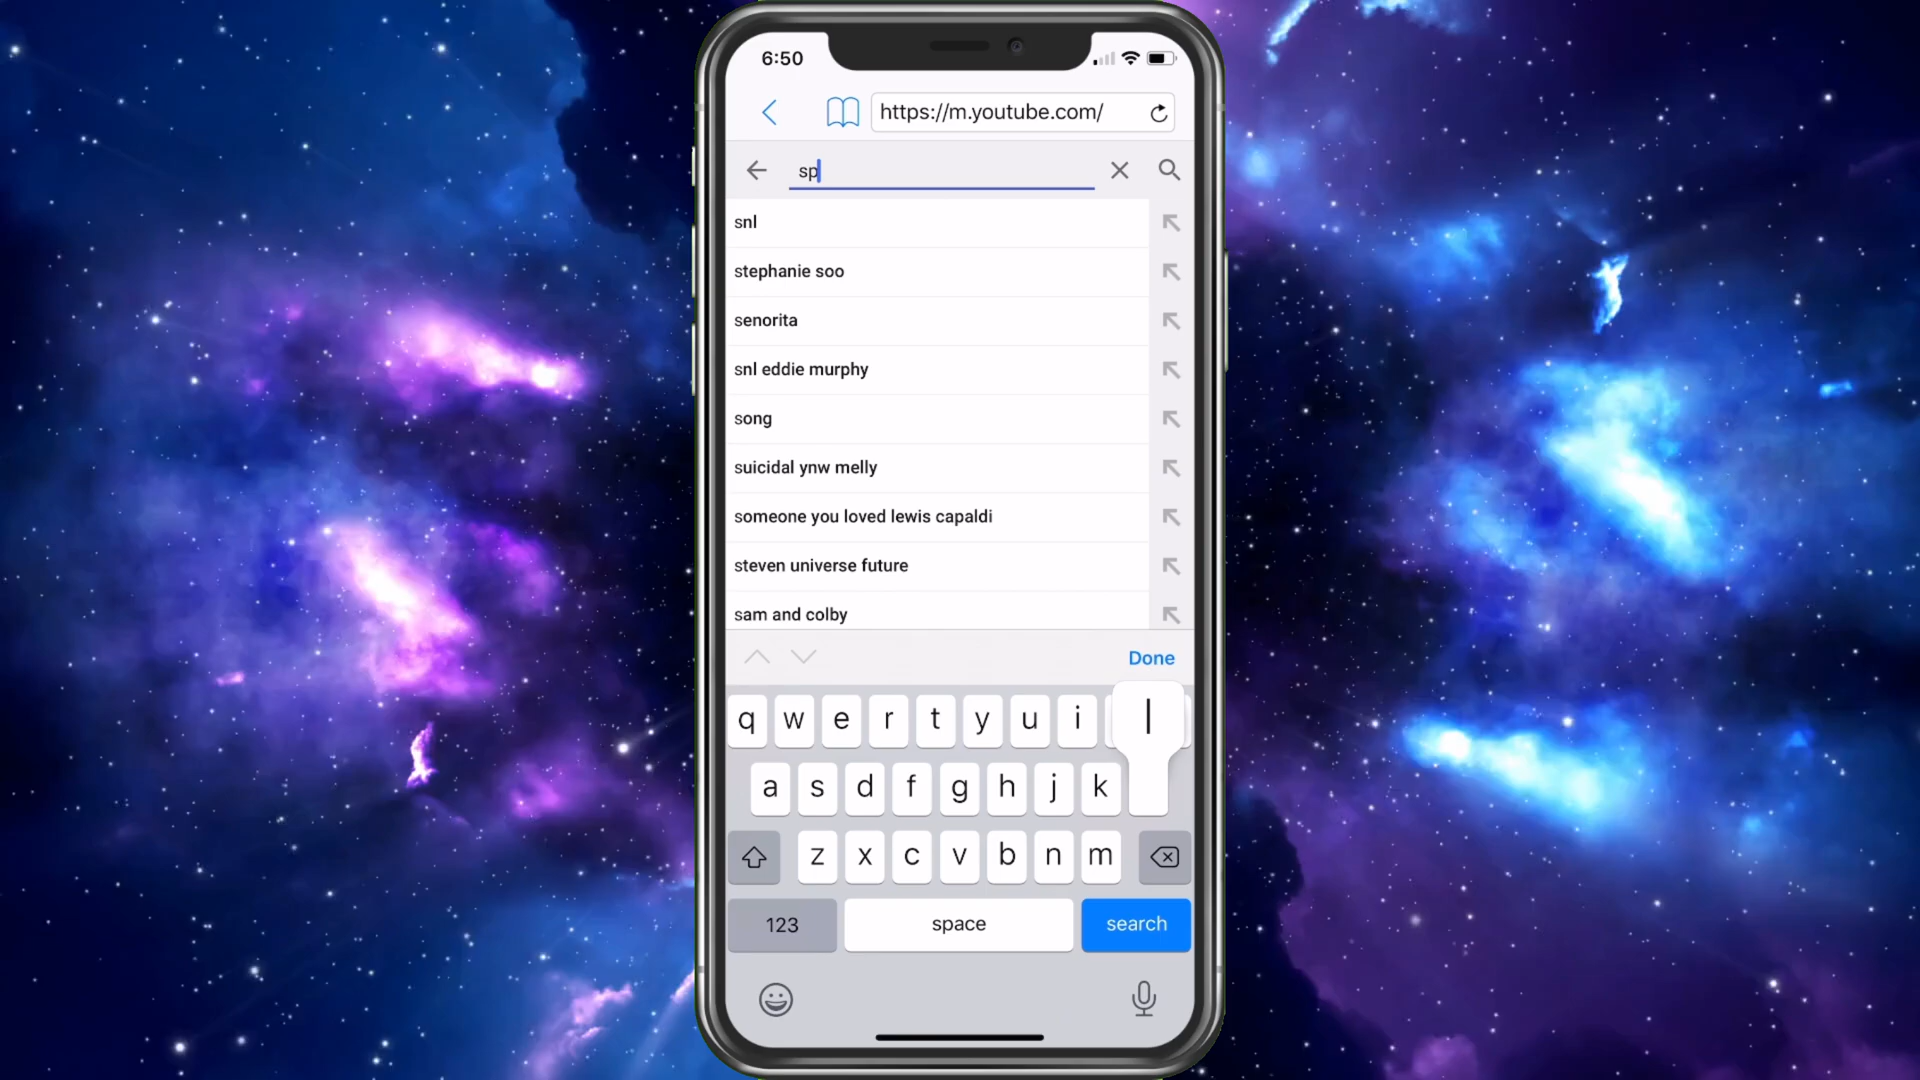 6:50
https://m.youtube.com/
sp
snl
stephanie soo
senorita
snl eddie murphy
song
suicidal ynw melly
someone you loved lewis capaldi
steven universe future
sam and colby
Done
q w e r t y u i l
a s d f g h j k
z x c v b n m
123 space search